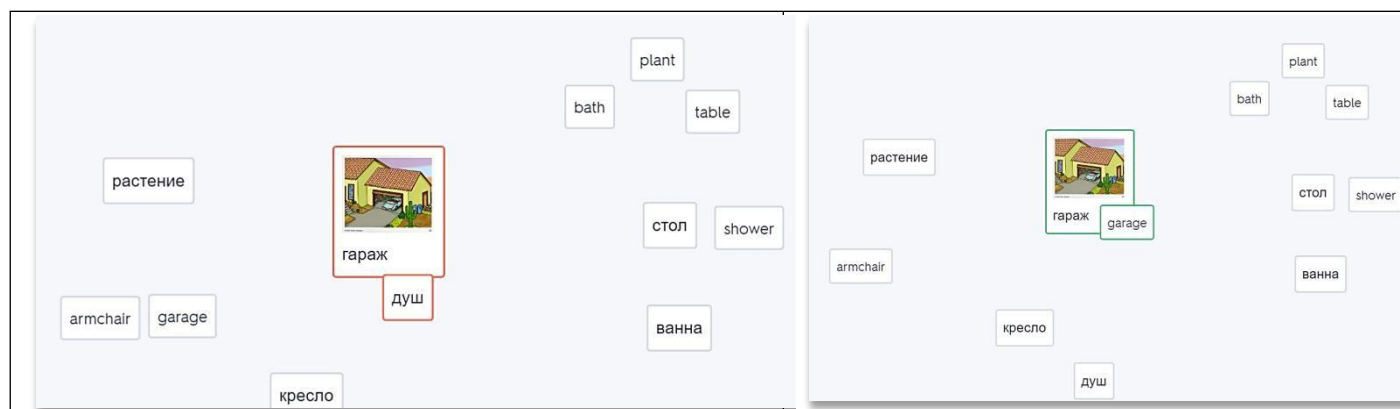 plant
bath
table
растение
гараж
стол
shower
душ
armchair
garage
ванна
кресло
plant
bath
table
растение
гараж
garage
стол
shower
armchair
ванна
кресло
душ